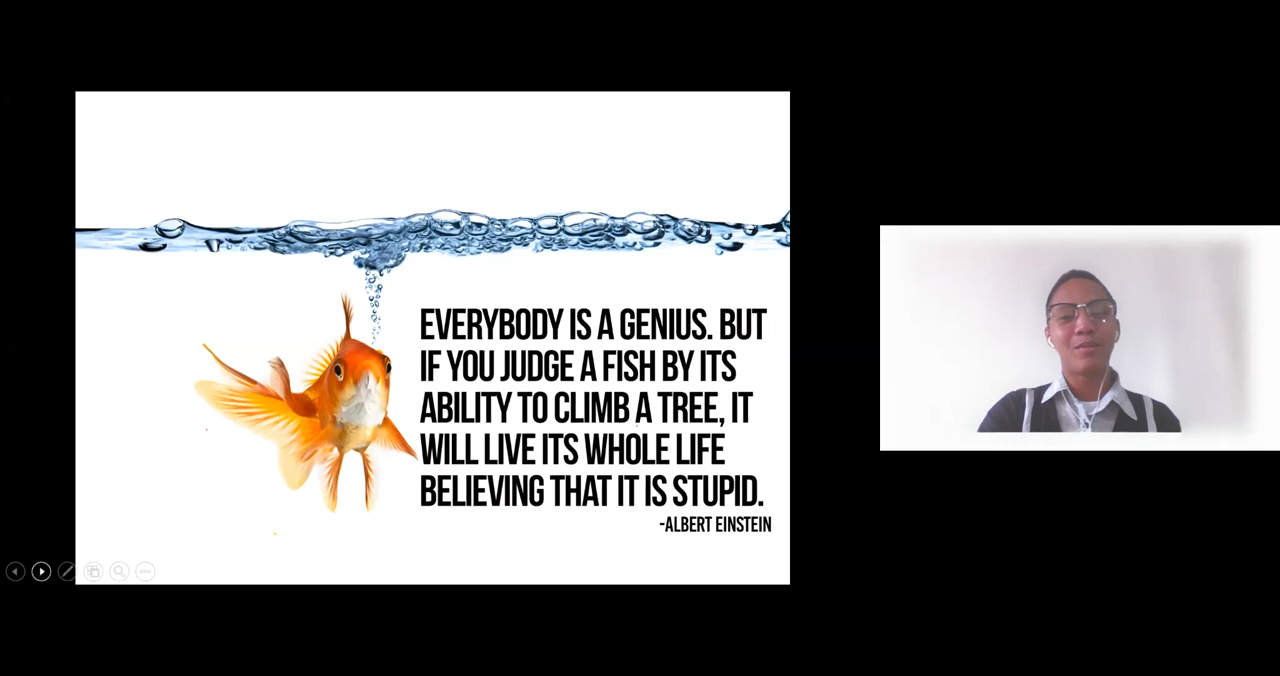 EVERYBODY IS A GENIUS. BUT
IF YOU JUDGE A FISH BY ITS
ABILITY TO CLIMB A TREE, IT
WILL LIVE ITS WHOLE LIFE
BELIEVING THAT IT IS STUPID.
-ALBERT EINSTEIN